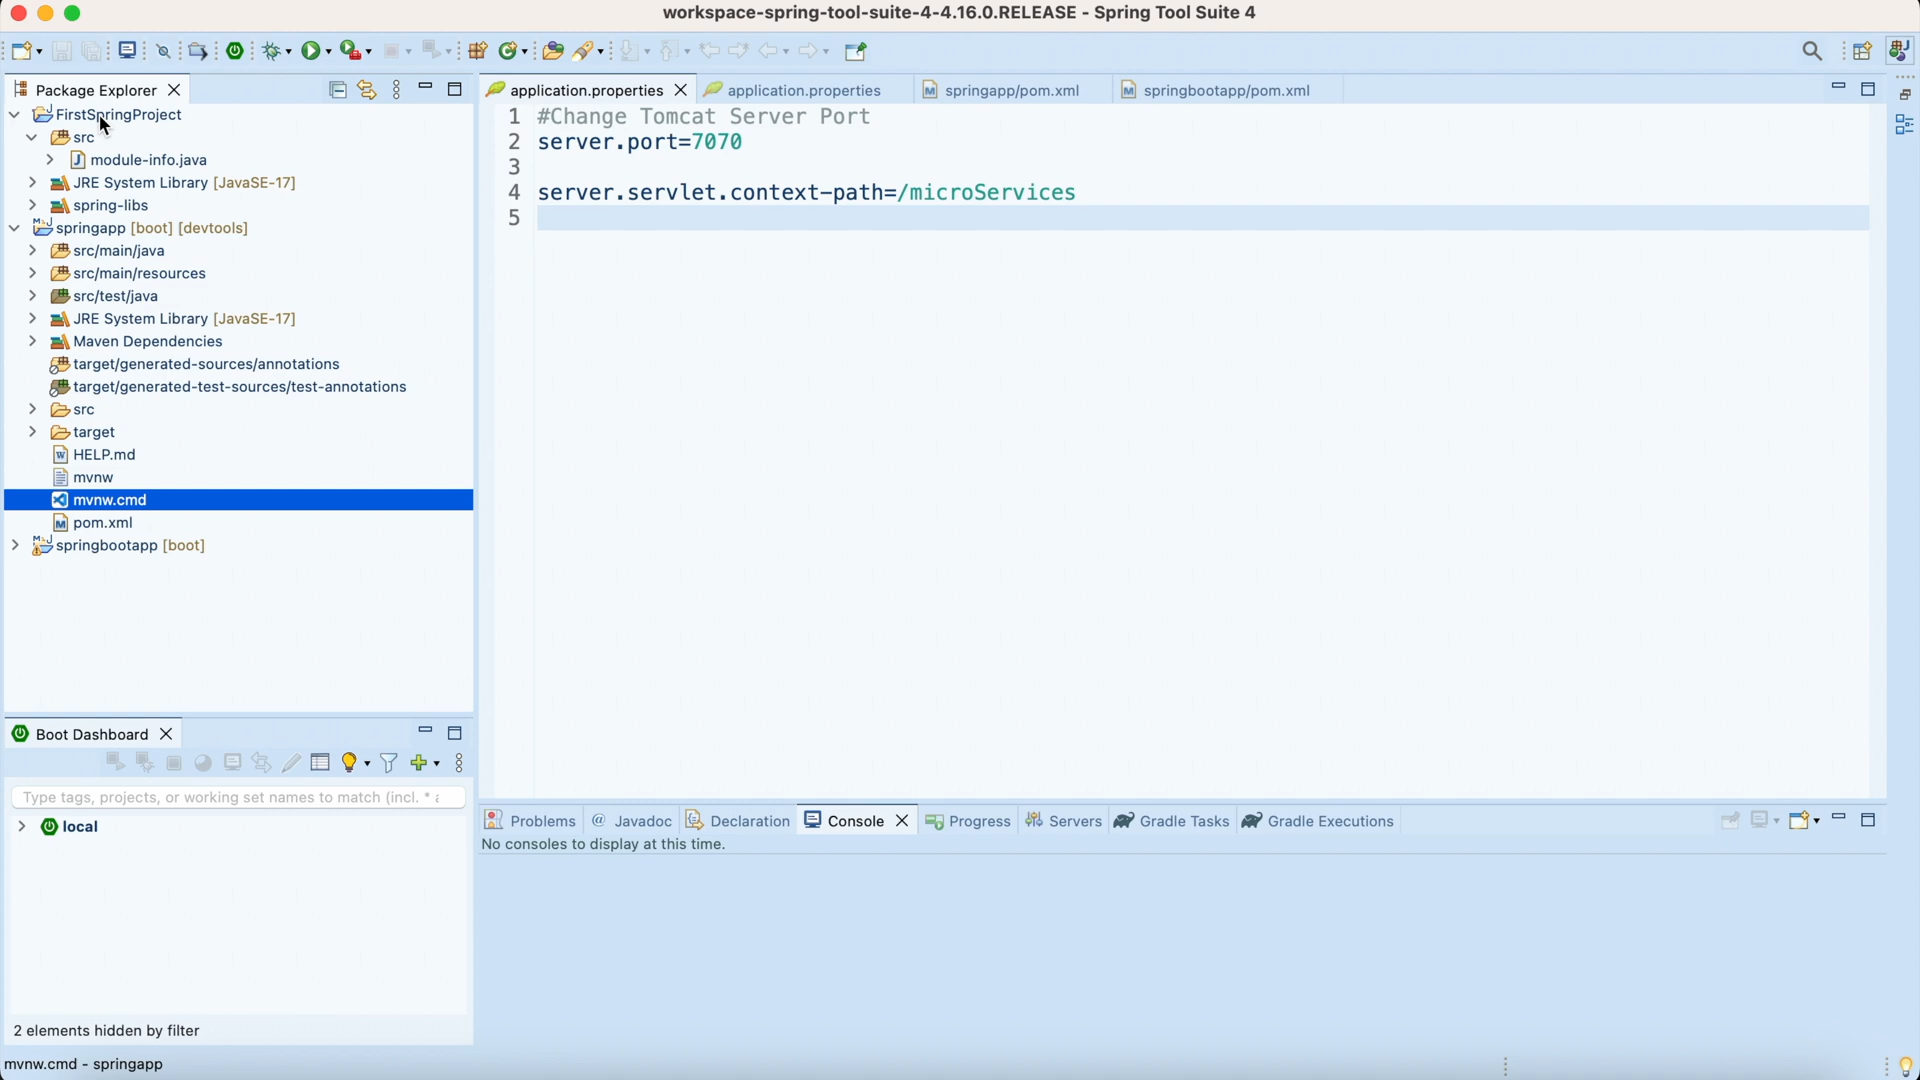 workspace-spring-tool-suite-4-4.16.0.RELEASE - Spring Tool Suite 4
Package Explorer
FirstSpringProject
src
module-info.java
JRE System Library [JavaSE-17]
spring-libs
springapp [boot] [devtools]
src/main/java
src/main/resources
src/test/java
JRE System Library [JavaSE-17]
Maven Dependencies
target/generated-sources/annotations
target/generated-test-sources/test-annotations
src
target
HELP.md
mvnw
mvnw.cmd
pom.xml
springbootapp [boot]
application.properties application.properties springapp/pom.xml springbootapp/pom.xml
1 #Change Tomcat Server Port
2 server.port=7070
3
4 server.servlet.context-path=/microServices
5
Boot Dashboard
Type tags, projects, or working set names to match (incl. *
local
2 elements hidden by filter
Problems @ Javadoc Declaration Console Progress Servers Gradle Tasks Gradle Executions
No consoles to display at this time.
mvnw.cmd - springapp